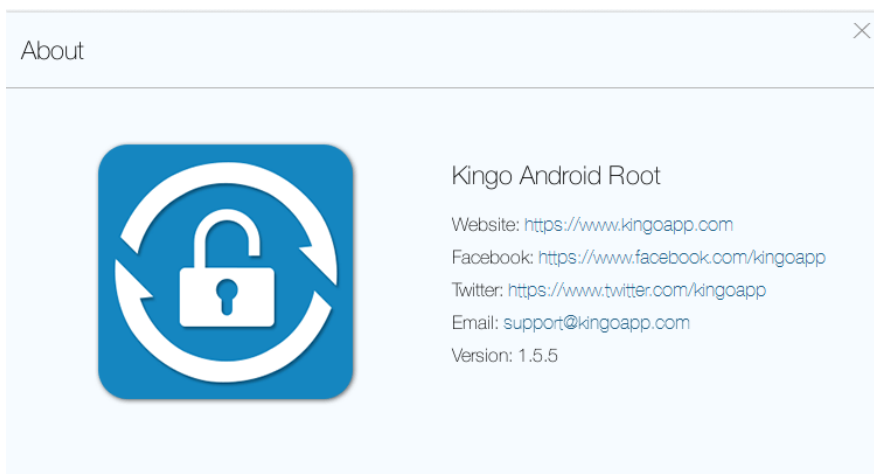 About
Kingo Android Root
Website: https://www.kingoapp.com
Facebook: https://www.facebook.com/kingoapp
Twitter: https://www.twitter.com/kingoapp
Email: support@kingoapp.com
Version: 1.5.5